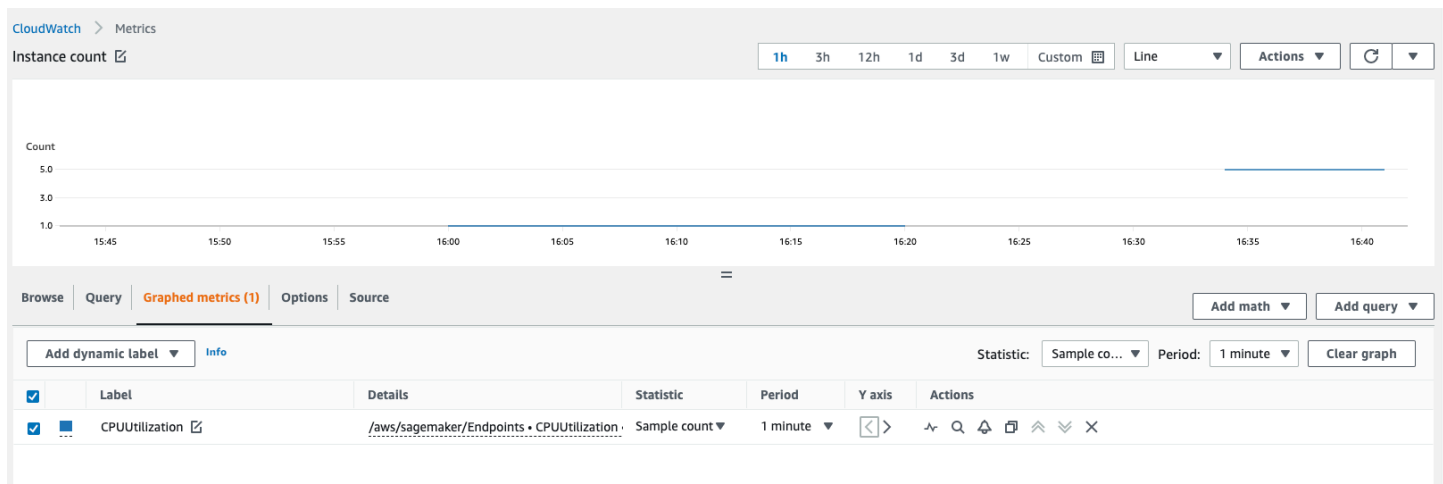 CloudWatch > Metrics
Instance count
1h 3h 12h 1d 3d 1w Custom Line Actions
Count
5.0
3.0
1.0
15:45 15:50 15:55 16:00 16:05 16:10 16:15 16:20 16:25 16:30 16:35 16:40
Browse Query Graphed metrics (1) Options Source
Add math Add query
Add dynamic label Info Statistic: Sample co... Period: 1 minute Clear graph
Label Details Statistic Period Y axis Actions
CPUUtilization /aws/sagemaker/Endpoints • CPUUtilization • Sample count 1 minute